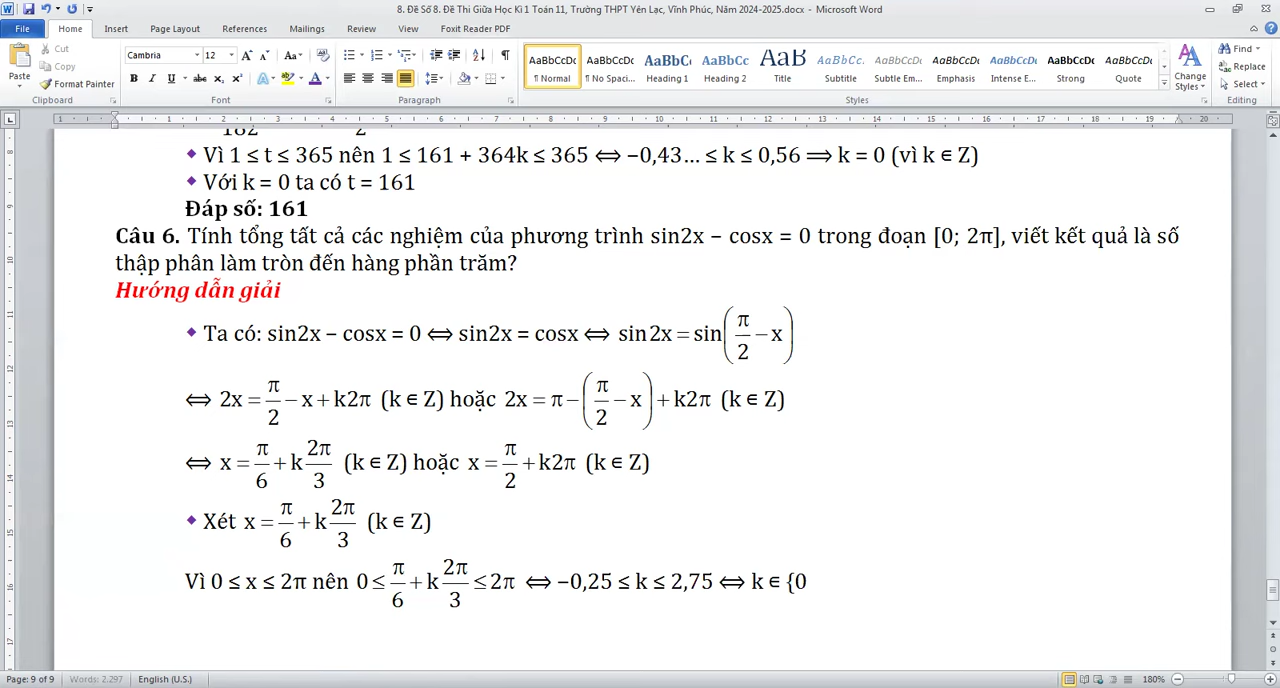 8. Đề Số 8. Đề Thi Giữa Học Kì 1 Toán 11, Trường THPT Yên Lạc, Vĩnh Phúc, Năm 2024-2025.docx - Microsoft Word
File Home Insert Page Layout References Mailings Review View Foxit Reader PDF
Paste Cut Copy Format Painter Clipboard
Cambria 12 Font
Paragraph
AaBbCcDc ¶ Normal AaBbCcDc ¶ No Spaci... AaBbC Heading 1 AaBbCc Heading 2 AaB Title AaBbCc. Subtitle AaBbCcDc Subtle Em... AaBbCcDc Emphasis AaBbCcDc Intense E... AaBbCcDc Strong AaBbCcDc Quote Change Styles Styles
Find Replace Select Editing
182 2
Vì 1 ≤ t ≤ 365 nên 1 ≤ 161 + 364k ≤ 365 ⟺ −0,43... ≤ k ≤ 0,56 ⟹ k = 0 (vì k ∈ Z)
Với k = 0 ta có t = 161
Đáp số: 161
Câu 6. Tính tổng tất cả các nghiệm của phương trình sin2x − cosx = 0 trong đoạn [0; 2π], viết kết quả là số
thập phân làm tròn đến hàng phần trăm?
Hướng dẫn giải
Ta có: sin2x − cosx = 0 ⟺ sin2x = cosx ⟺ sin2x = sin(π/2 − x)
⟺ 2x = π/2 − x + k2π (k ∈ Z) hoặc 2x = π − (π/2 − x) + k2π (k ∈ Z)
⟺ x = π/6 + k 2π/3 (k ∈ Z) hoặc x = π/2 + k2π (k ∈ Z)
Xét x = π/6 + k 2π/3 (k ∈ Z)
Vì 0 ≤ x ≤ 2π nên 0 ≤ π/6 + k 2π/3 ≤ 2π ⟺ −0,25 ≤ k ≤ 2,75 ⟺ k ∈ {0
Page: 9 of 9 Words: 2.297 English (U.S.) 180%